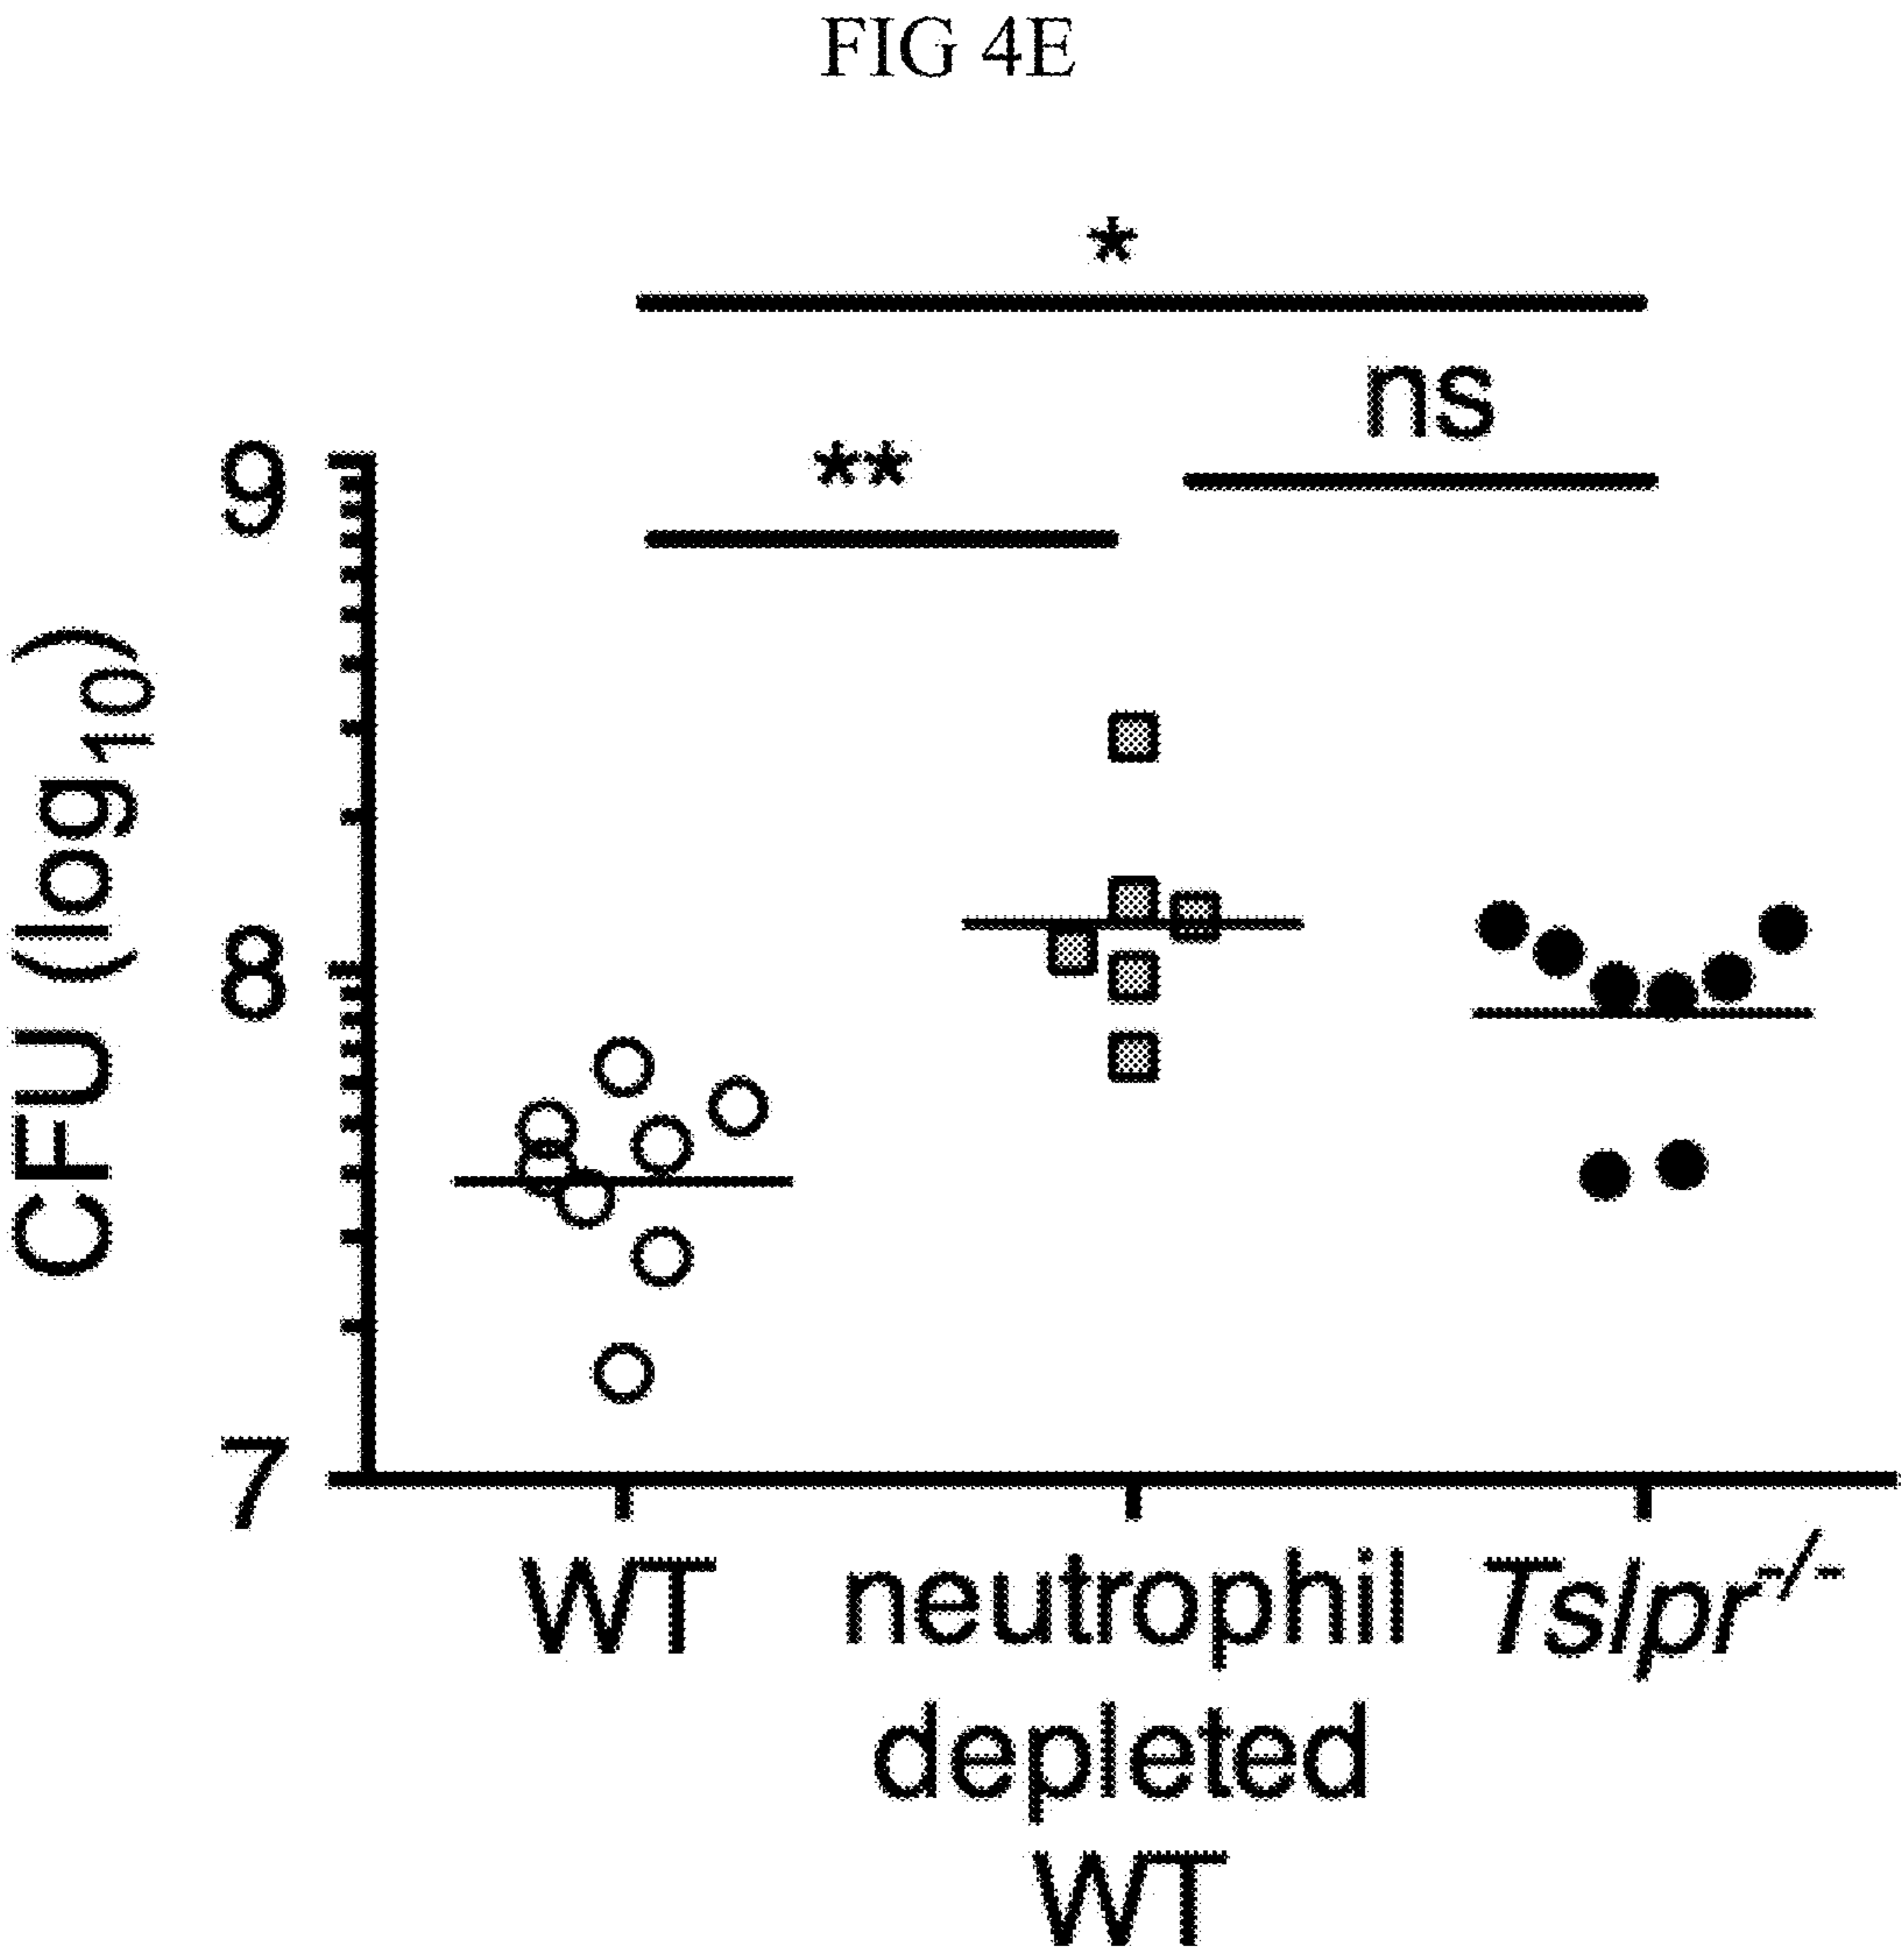 FIG 4E
*
ns
**
9
8
7
CFU (log₁₀)
WT
neutrophil
depleted
WT
Tslpr⁻/⁻